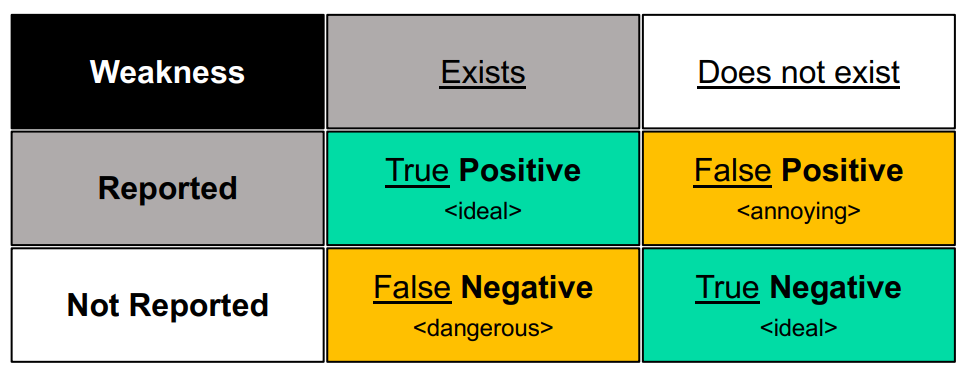 Weakness
Exists
Does not exist
Reported
True Positive
<ideal>
False Positive
<annoying>
Not Reported
False Negative
<dangerous>
True Negative
<ideal>